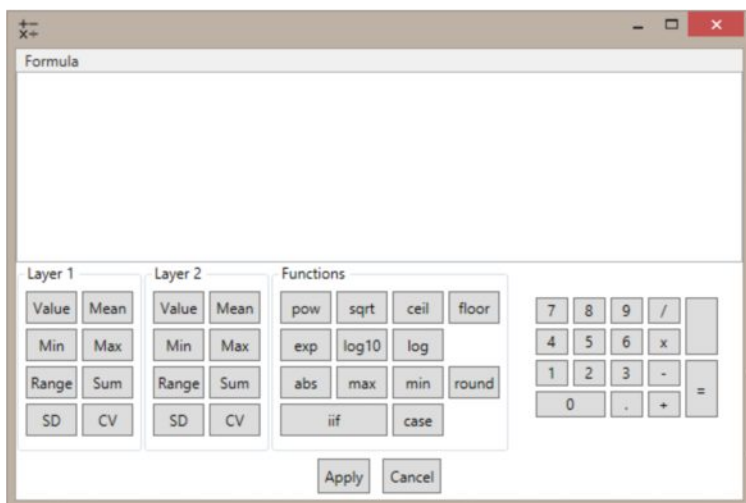 Formula
Layer 1 Layer 2 Functions
Value Mean Value Mean pow sqrt ceil floor 7 8 9 /
Min Max Min Max exp log10 log 4 5 6 x
Range Sum Range Sum abs max min round 1 2 3 - =
SD CV SD CV iif case 0 . +
Apply Cancel